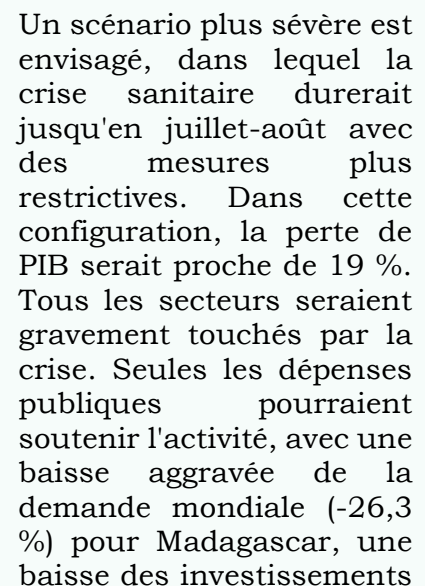 Un scénario plus sévère est
envisagé, dans lequel la
crise sanitaire durerait
jusqu'en juillet-août avec
des mesures plus
restrictives. Dans cette
configuration, la perte de
PIB serait proche de 19 %.
Tous les secteurs seraient
gravement touchés par la
crise. Seules les dépenses
publiques pourraient
soutenir l'activité, avec une
baisse aggravée de la
demande mondiale (-26,3
%) pour Madagascar, une
baisse des investissements